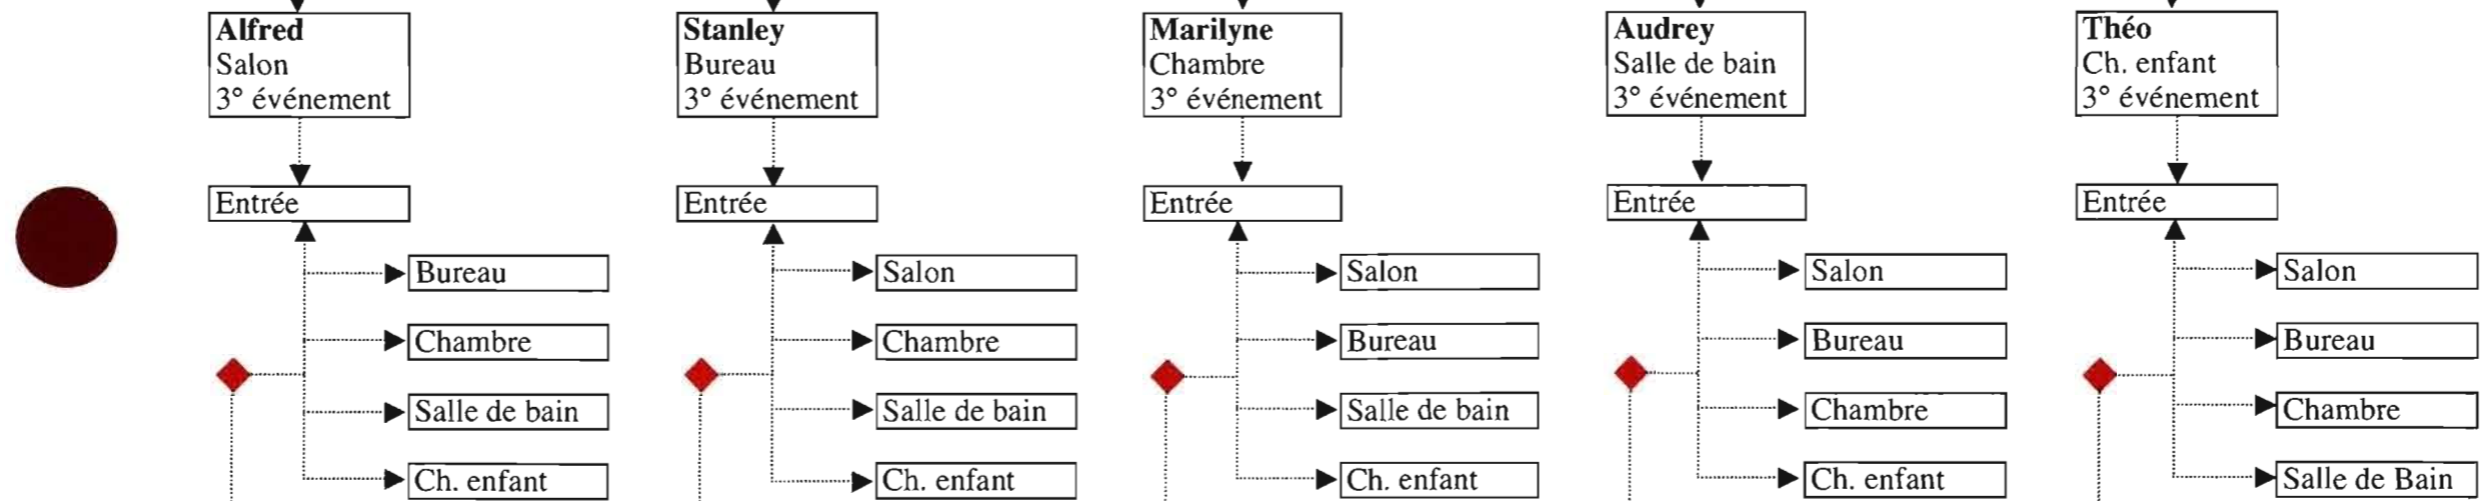 Alfred
Salon
3° événement
Entrée
Bureau
Chambre
Salle de bain
Ch. enfant
Stanley
Bureau
3° événement
Entrée
Salon
Chambre
Salle de bain
Ch. enfant
Marilyne
Chambre
3° événement
Entrée
Salon
Bureau
Salle de bain
Ch. enfant
Audrey
Salle de bain
3° événement
Entrée
Salon
Bureau
Chambre
Ch. enfant
Théo
Ch. enfant
3° événement
Entrée
Salon
Bureau
Chambre
Salle de Bain